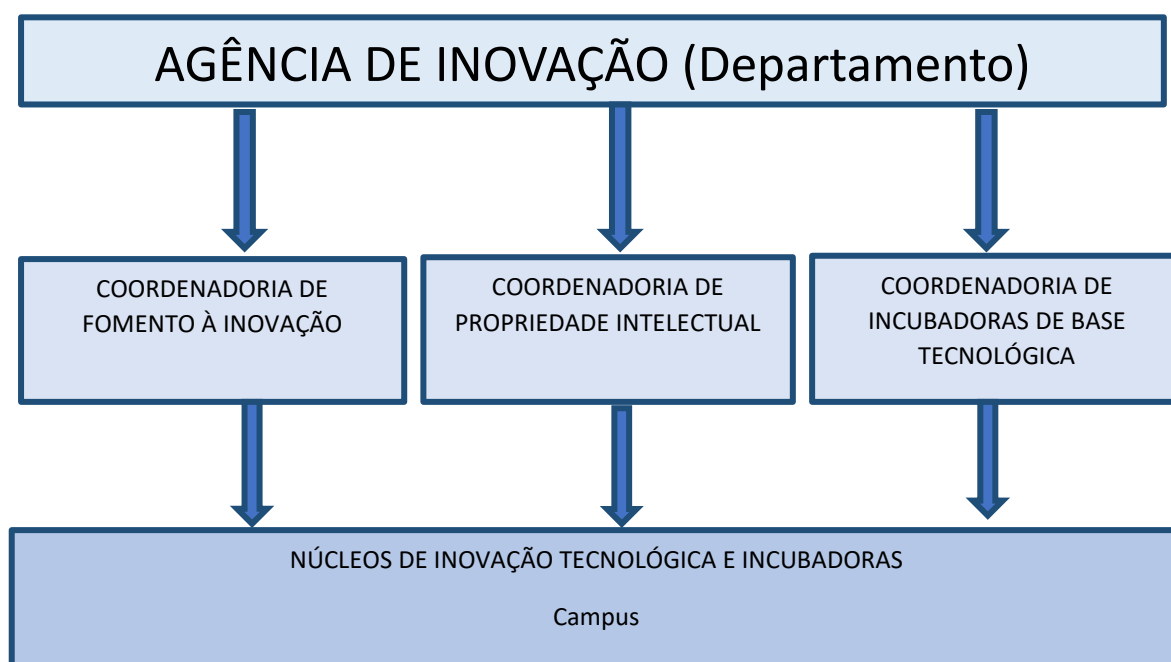 AGÊNCIA DE INOVAÇÃO (Departamento)
COORDENADORIA DE
FOMENTO À INOVAÇÃO
COORDENADORIA DE
PROPRIEDADE INTELECTUAL
COORDENADORIA DE
INCUBADORAS DE BASE
TECNOLÓGICA
NÚCLEOS DE INOVAÇÃO TECNOLÓGICA E INCUBADORAS
Campus